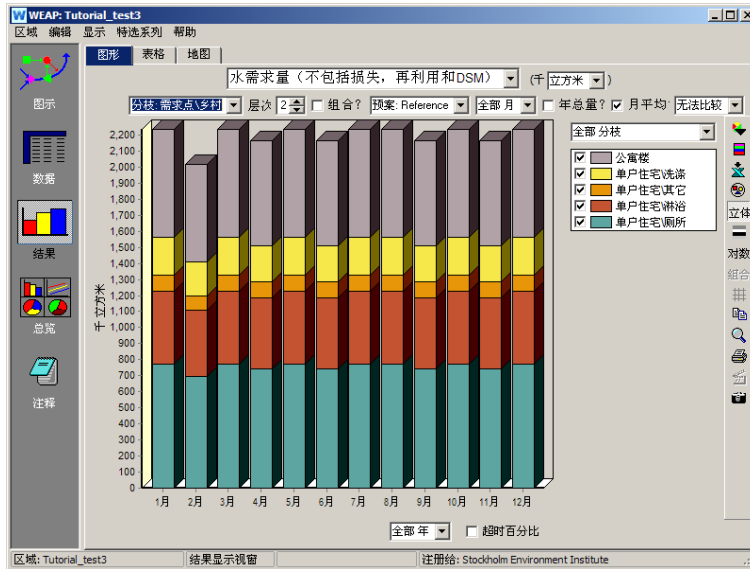 WEAP: Tutorial_test3
区域 编辑 显示 特选系列 帮助
图形 表格 地图
水需求量（不包括损失，再利用和DSM） (千 立方米 )
分枝: 需求点\乡村 层次 2 组合? 预案: Reference 全部 月 年总量? 月平均 无法比较
图示
数据
结果
总览
注释
全部 分枝
公寓楼
单户住宅\洗涤
单户住宅\其它
单户住宅\淋浴
单户住宅\厕所
立体
对数
组合
千 立方米
2,200
2,100
2,000
1,900
1,800
1,700
1,600
1,500
1,400
1,300
1,200
1,100
1,000
900
800
700
600
500
400
300
200
100
0
1月 2月 3月 4月 5月 6月 7月 8月 9月 10月 11月 12月
全部 年 超时百分比
区域: Tutorial_test3 结果显示视窗 注册给: Stockholm Environment Institute